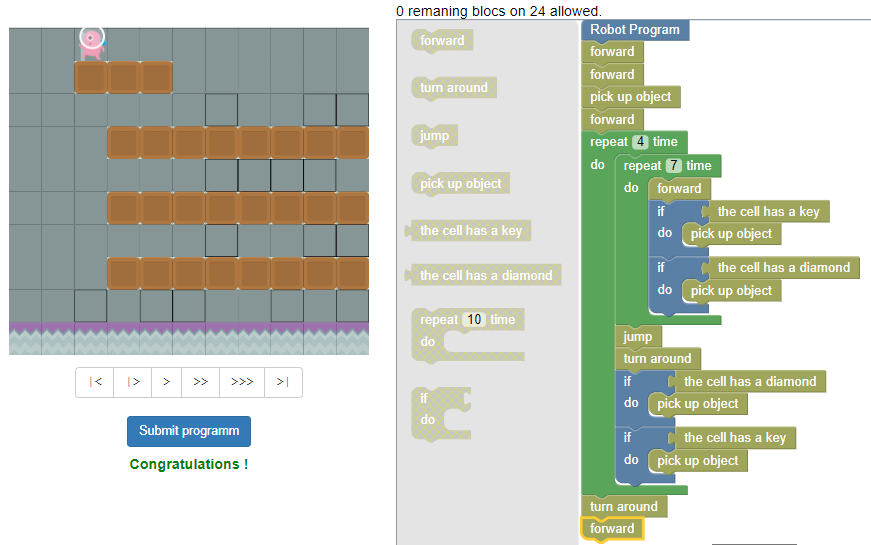 0 remaning blocs on 24 allowed.
forward
turn around
jump
pick up object
the cell has a key
the cell has a diamond
repeat 10 time
do
if
do
Robot Program
forward
forward
pick up object
forward
repeat 4 time
do repeat 7 time
do forward
if the cell has a key
do pick up object
if the cell has a diamond
do pick up object
jump
turn around
if the cell has a diamond
do pick up object
if the cell has a key
do pick up object
turn around
forward
|< |> > >> >>> >|
Submit programm
Congratulations !